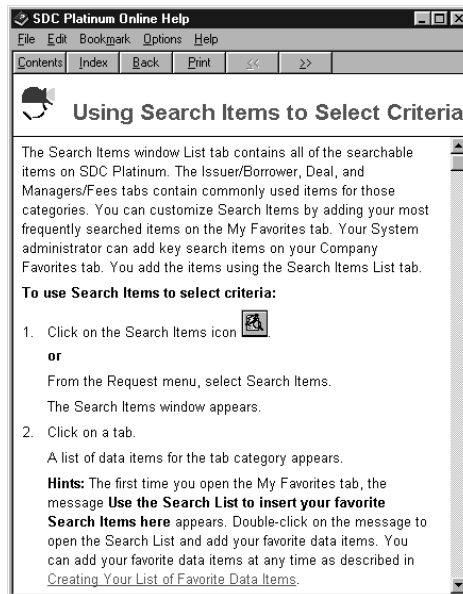 SDC Platinum Online Help
File Edit Bookmark Options Help
Contents Index Back Print << >>
Using Search Items to Select Criteria
The Search Items window List tab contains all of the searchable
items on SDC Platinum. The Issuer/Borrower, Deal, and
Managers/Fees tabs contain commonly used items for those
categories. You can customize Search Items by adding your most
frequently searched items on the My Favorites tab. Your System
administrator can add key search items on your Company
Favorites tab. You add the items using the Search Items List tab.
To use Search Items to select criteria:
1. Click on the Search Items icon .
or
From the Request menu, select Search Items.
The Search Items window appears.
2. Click on a tab.
A list of data items for the tab category appears.
Hints: The first time you open the My Favorites tab, the
message Use the Search List to insert your favorite
Search Items here appears. Double-click on the message to
open the Search List and add your favorite data items. You
can add your favorite data items at any time as described in
Creating Your List of Favorite Data Items.